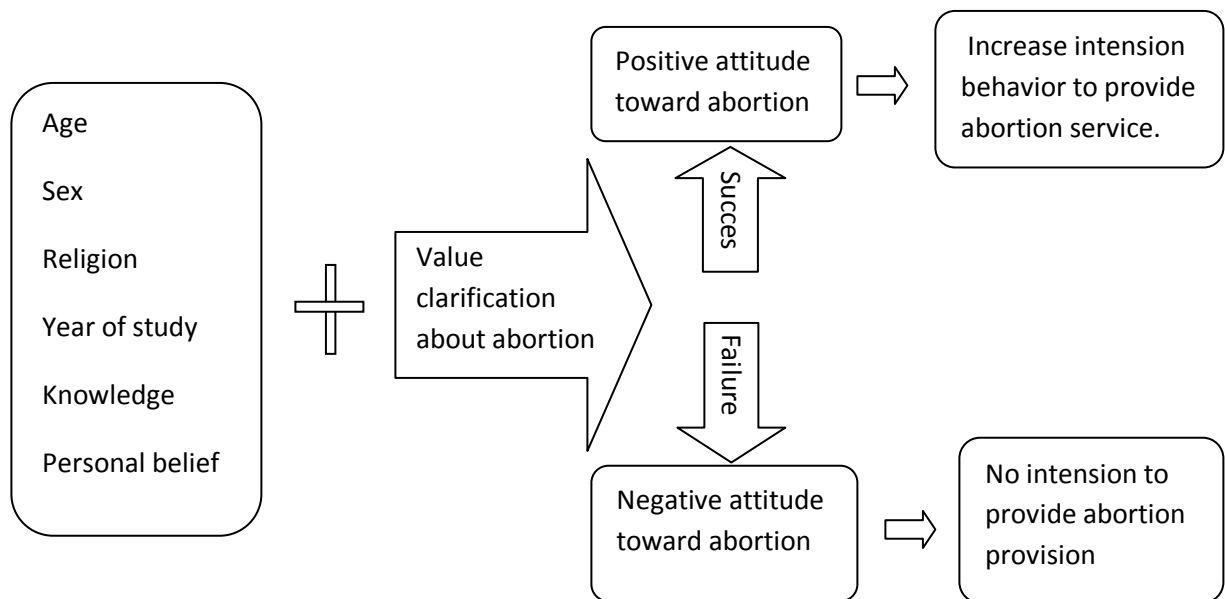 Age
Sex
Religion
Year of study
Knowledge
Personal belief
Value
clarification
about abortion
Succes
Failure
Positive attitude
toward abortion
Increase intension
behavior to provide
abortion service.
Negative attitude
toward abortion
No intension to
provide abortion
provision